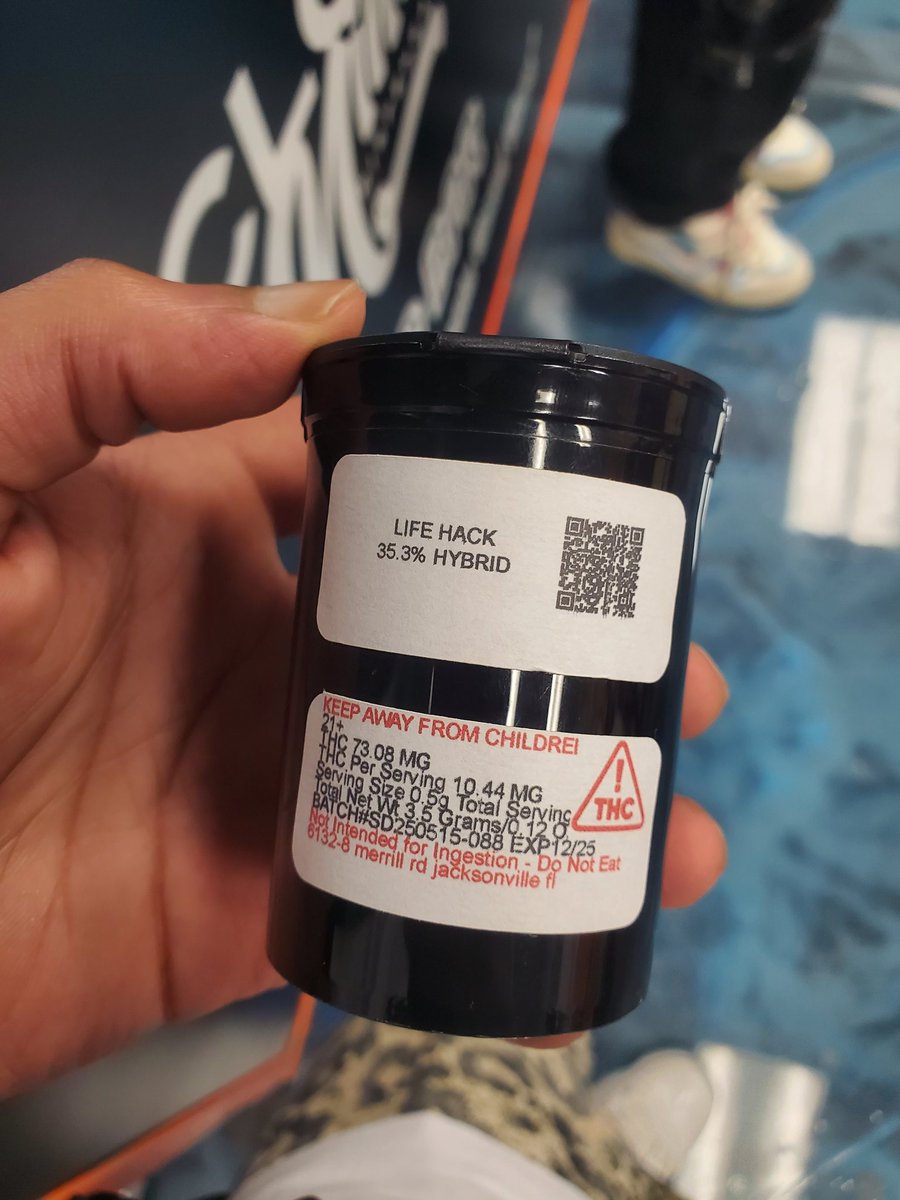 LIFE HACK
35.3% HYBRID
KEEP AWAY FROM CHILDREI
21+
THC 73.08 MG
THC Per Serving 10.44 MG
Serving Size 0.5g Total Serving
Total Net Wt 3.5 Grams/0.12 O
BATCH#SD250515-088 EXP12/25
Not Intended for Ingestion - Do Not Eat
6132-8 merrill rd jacksonville fl
!
THC